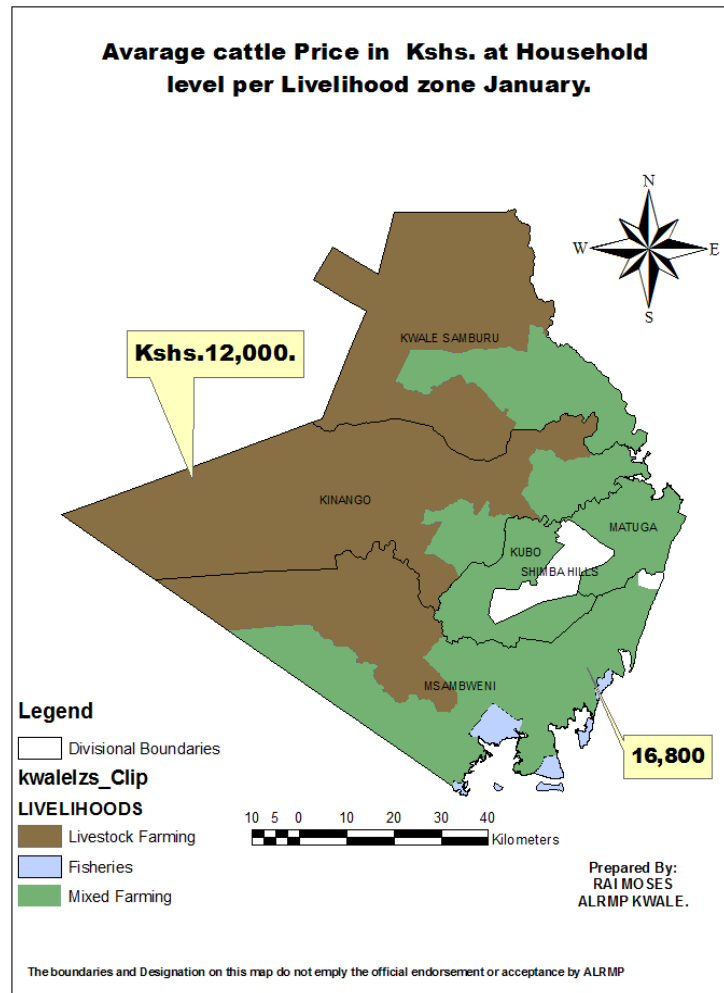 Avarage cattle Price in Kshs. at Household
level per Livelihood zone January.
N
W
E
S
KWALE SAMBURU
Kshs.12,000.
KINANGO
MATUGA
KUBO
SHIMBA HILLS
MSAMBWENI
16,800
Legend
Divisional Boundaries
kwalelzs_Clip
LIVELIHOODS
Livestock Farming
Fisheries
Mixed Farming
10 5 0 10 20 30 40
Kilometers
Prepared By:
RAI MOSES
ALRMP KWALE.
The boundaries and Designation on this map do not emply the official endorsement or acceptance by ALRMP